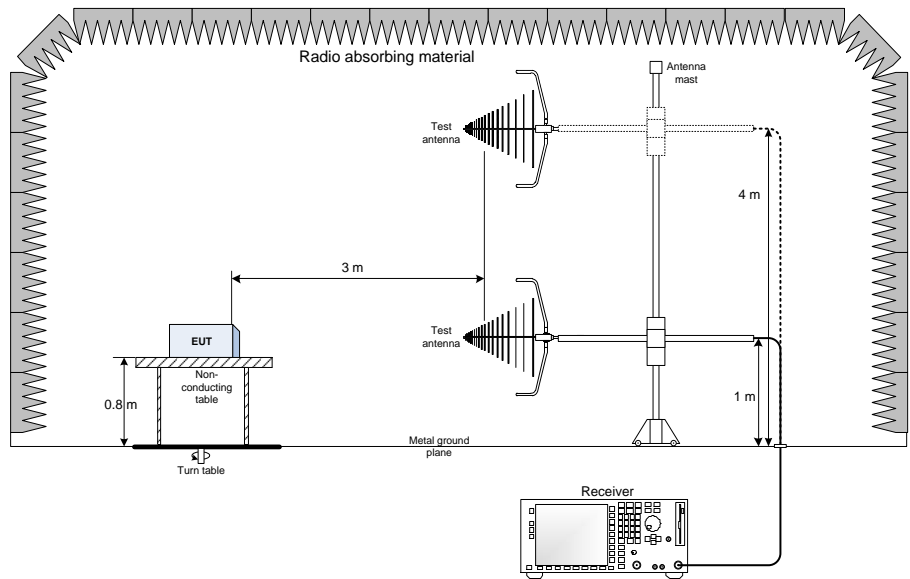 Radio absorbing material
Antenna
mast
Test
antenna
4 m
3 m
EUT
Test
antenna
Non-
conducting
table
0.8 m
1 m
Metal ground
plane
Turn table
Receiver